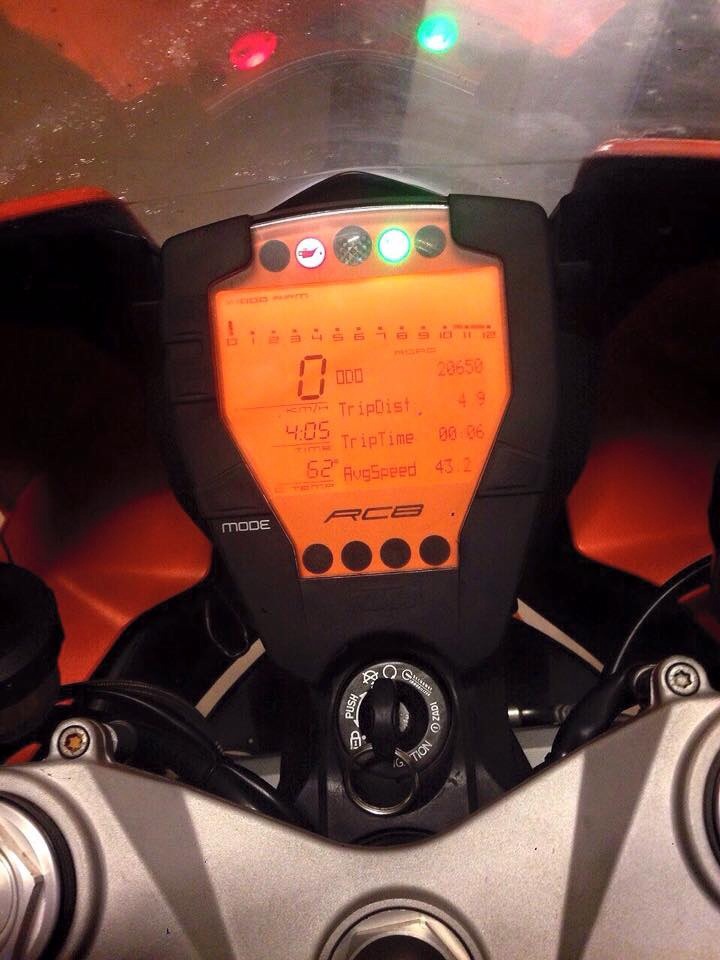 x1000 RPM
0 1 2 3 4 5 6 7 8 9 10 11 12
0 ODO 20650
km/h
TripDist. 4.9
4:05 TripTime 00:06
TIME
62° AvgSpeed 43.2
C TEMP
MODE
RC8
PUSH
IGNITION
ZADI